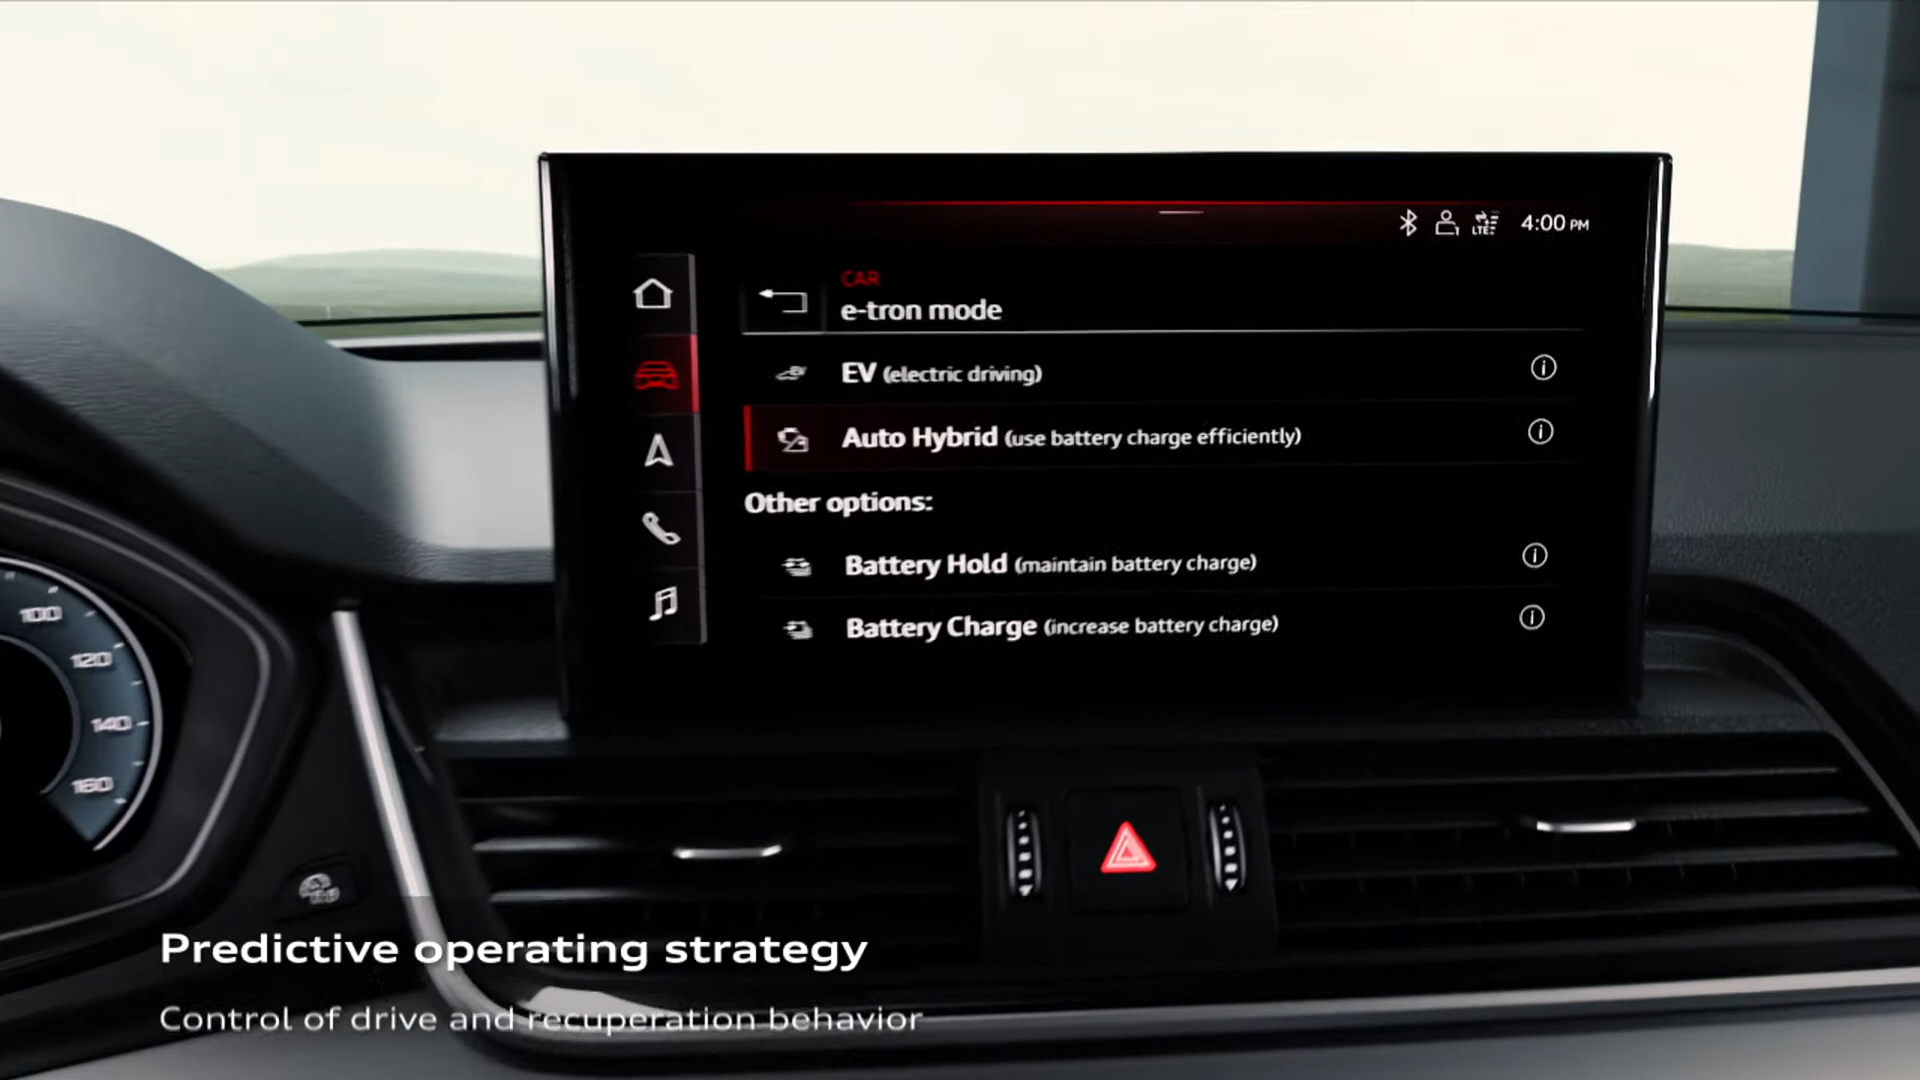 4:00 PM
LTE
CAR
e-tron mode
EV (electric driving)
Auto Hybrid (use battery charge efficiently)
Other options:
Battery Hold (maintain battery charge)
Battery Charge (increase battery charge)
100
120
140
160
Predictive operating strategy
Control of drive and recuperation behavior